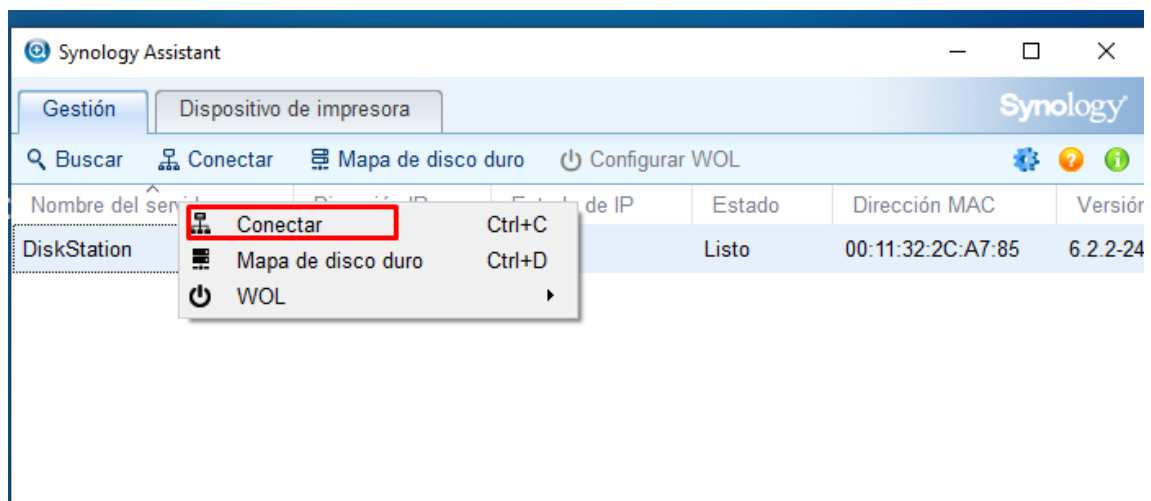 Synology Assistant
Gestión Dispositivo de impresora Synology
Buscar Conectar Mapa de disco duro Configurar WOL
Nombre del de IP Estado Dirección MAC Versión
Conectar Ctrl+C
DiskStation Listo 00:11:32:2C:A7:85 6.2.2-24
Mapa de disco duro Ctrl+D
WOL